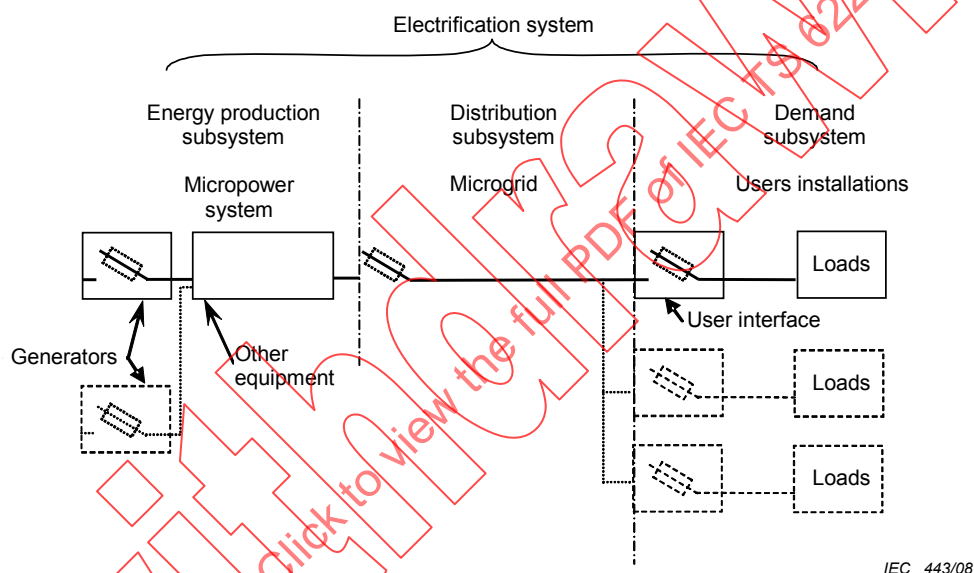 Electrification system
Energy production
subsystem
Distribution
subsystem
Demand
subsystem
Micropower
system
Microgrid
Users installations
Loads
User interface
Generators
Other
equipment
Loads
Loads
IEC 443/08
Click to view the full PDF of IEC TS 622